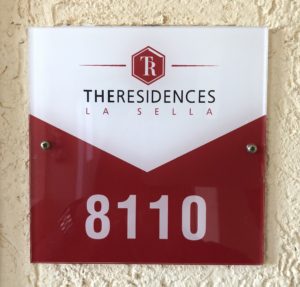 TR
THERESIDENCES
LA SELLA
8110